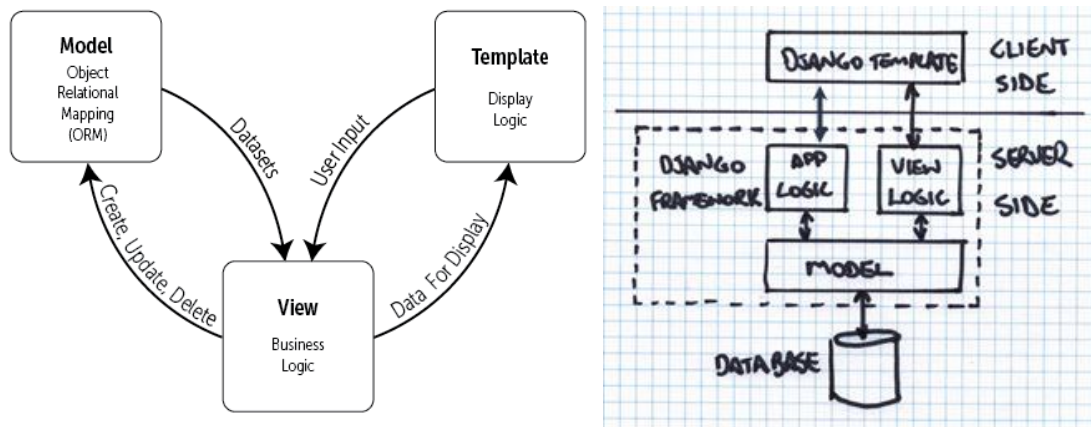 Model
Object
Relational
Mapping
(ORM)
Template
Display
Logic
Datasets
User Input
Create, Update, Delete
Data For Display
View
Business
Logic
DJANGO TEMPLATE
CLIENT
SIDE
DJANGO
FRAMEWORK
APP
LOGIC
VIEW
LOGIC
SERVER
SIDE
MODEL
DATABASE